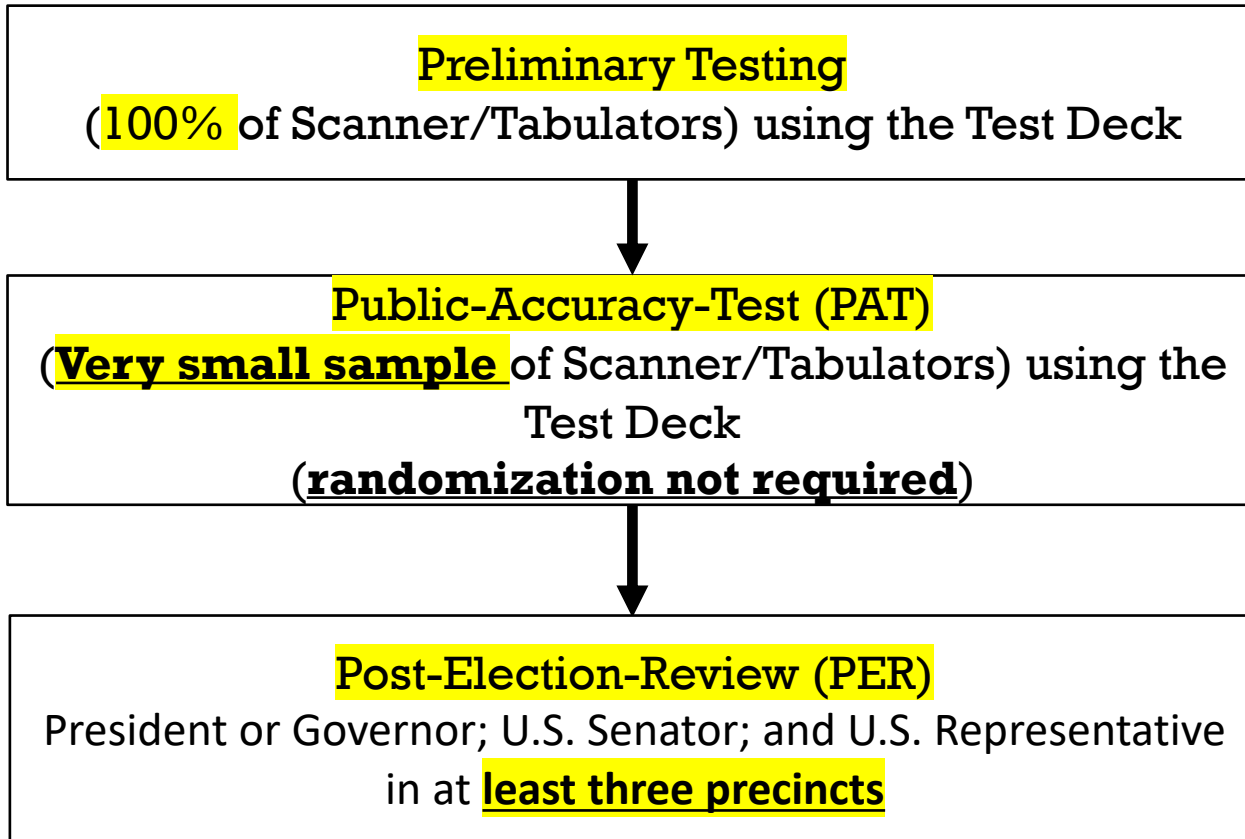 Preliminary Testing
(100% of Scanner/Tabulators) using the Test Deck
Public-Accuracy-Test (PAT)
(Very small sample of Scanner/Tabulators) using the
Test Deck
(randomization not required)
Post-Election-Review (PER)
President or Governor; U.S. Senator; and U.S. Representative
in at least three precincts